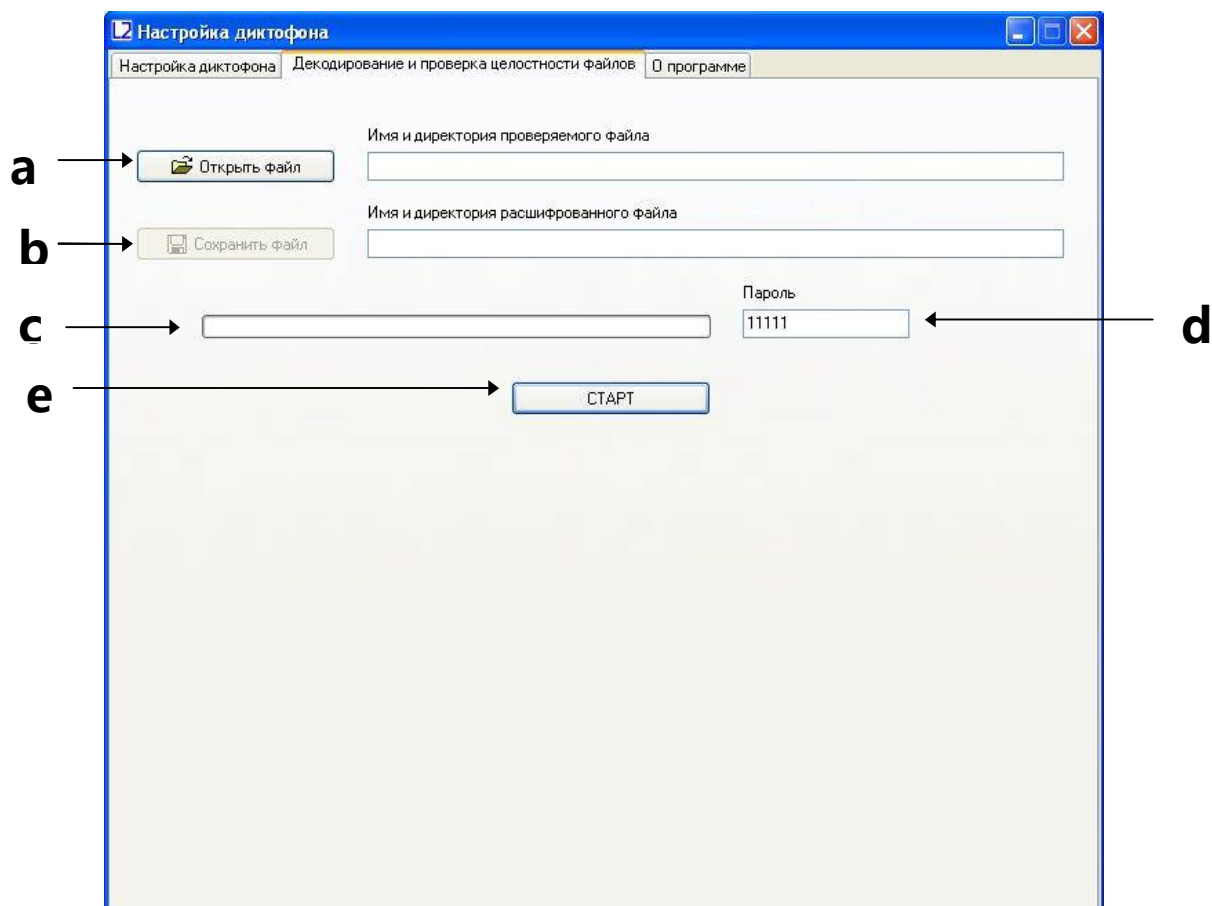 L2 Настройка диктофона
Настройка диктофона Декодирование и проверка целостности файлов О программе
Имя и директория проверяемого файла
a Открыть файл
Имя и директория расшифрованного файла
b Сохранить файл
Пароль
c 11111 d
e СТАРТ